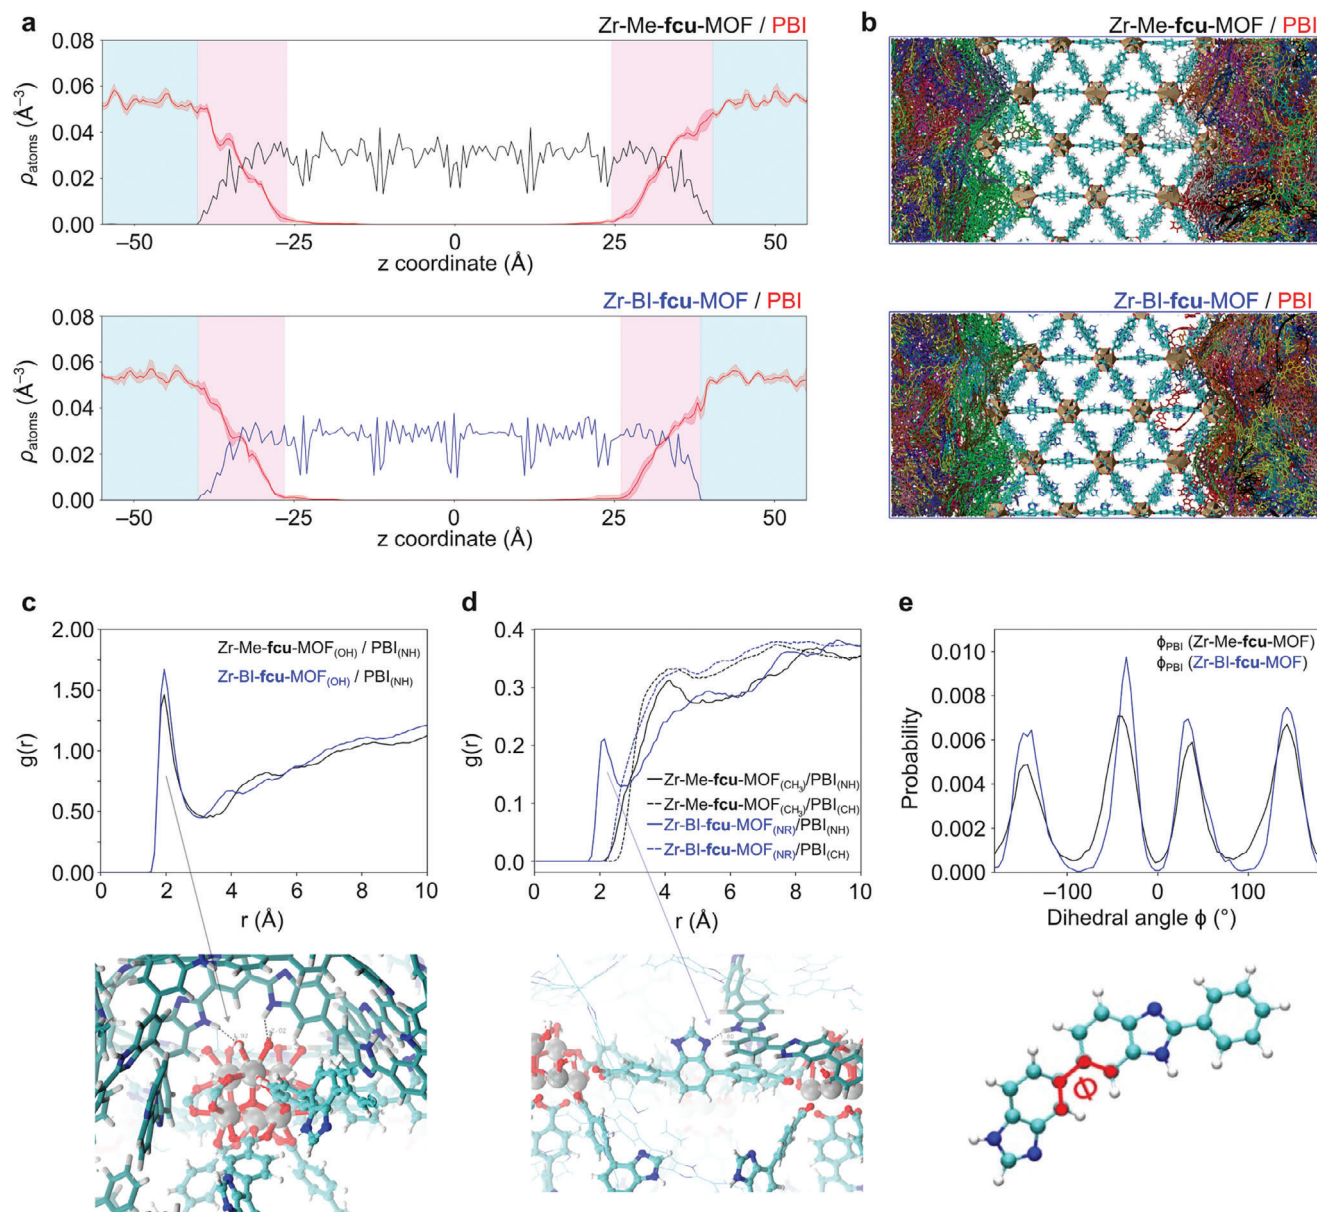 a
Zr-Me-fcu-MOF / PBI
0.08
0.06
0.04
0.02
0.00
ρatoms (Å⁻³)
−50 −25 0 25 50
z coordinate (Å)
b
Zr-Me-fcu-MOF / PBI
Zr-BI-fcu-MOF / PBI
0.08
0.06
0.04
0.02
0.00
ρatoms (Å⁻³)
−50 −25 0 25 50
z coordinate (Å)
Zr-BI-fcu-MOF / PBI
c
2.00
1.50
1.00
0.50
0.00
g(r)
Zr-Me-fcu-MOF(OH) / PBI(NH)
Zr-BI-fcu-MOF(OH) / PBI(NH)
0 2 4 6 8 10
r (Å)
d
0.4
0.3
0.2
0.1
0.0
g(r)
Zr-Me-fcu-MOF(CH₃)/PBI(NH)
Zr-Me-fcu-MOF(CH₃)/PBI(CH)
Zr-BI-fcu-MOF(NR)/PBI(NH)
Zr-BI-fcu-MOF(NR)/PBI(CH)
0 2 4 6 8 10
r (Å)
e
0.010
0.008
0.006
0.004
0.002
0.000
Probability
ϕPBI (Zr-Me-fcu-MOF)
ϕPBI (Zr-BI-fcu-MOF)
−100 0 100
Dihedral angle ϕ (°)
ϕ